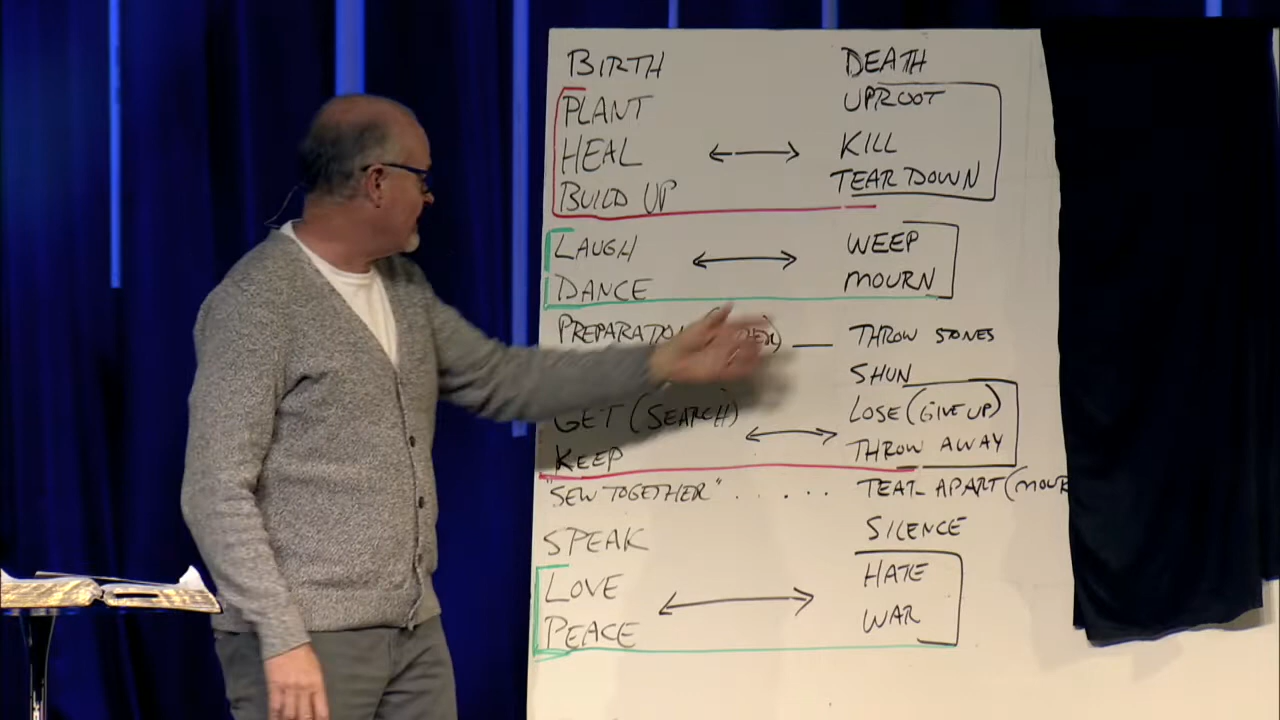 BIRTH DEATH
PLANT UPROOT
HEAL KILL
BUILD UP TEAR DOWN
LAUGH WEEP
DANCE MOURN
THROW STONES
SHUN
GET (SEARCH) LOSE (GIVE UP)
KEEP THROW AWAY
"SEW TOGETHER" . . . . . TEAR APART (MOUR
SPEAK SILENCE
LOVE HATE
PEACE WAR